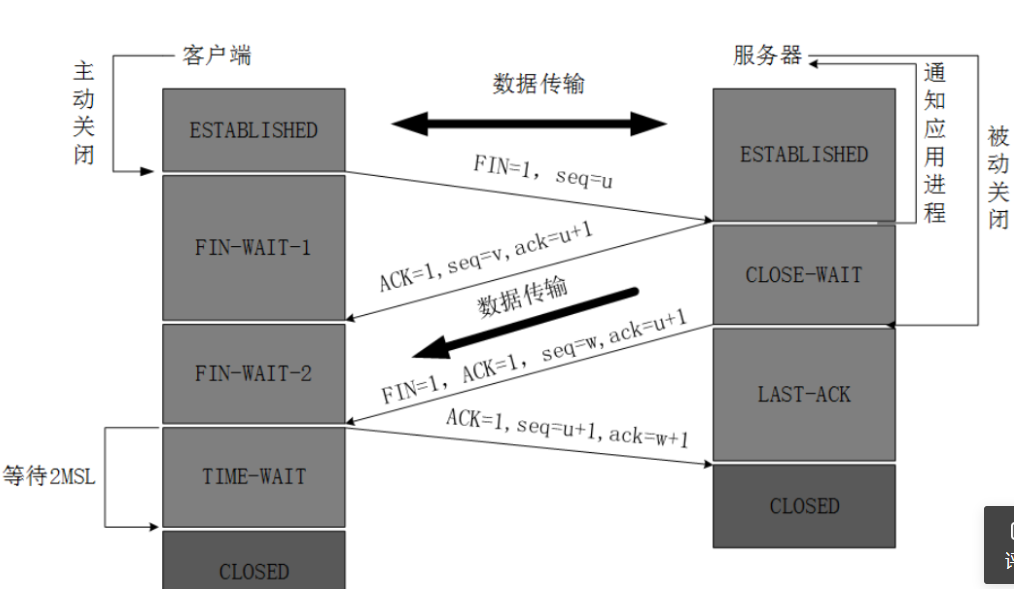 客户端
服务器
主动关闭
数据传输
通知应用进程
被动关闭
ESTABLISHED
ESTABLISHED
FIN=1, seq=u
FIN-WAIT-1
ACK=1,seq=v,ack=u+1
CLOSE-WAIT
数据传输
FIN=1, ACK=1, seq=w,ack=u+1
FIN-WAIT-2
LAST-ACK
ACK=1,seq=u+1,ack=w+1
等待2MSL
TIME-WAIT
CLOSED
CLOSED